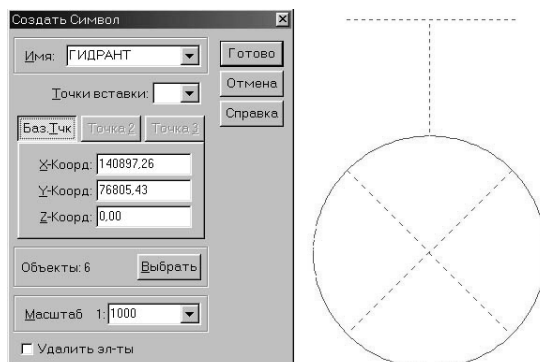 Создать Символ
Имя: ГИДРАНТ
Готово
Точки вставки:
Отмена
Справка
Баз.Тчк Точка 2 Точка 3
X-Коорд: 140897,26
Y-Коорд: 76805,43
Z-Коорд: 0,00
Объекты: 6 Выбрать
Масштаб 1: 1000
Удалить эл-ты